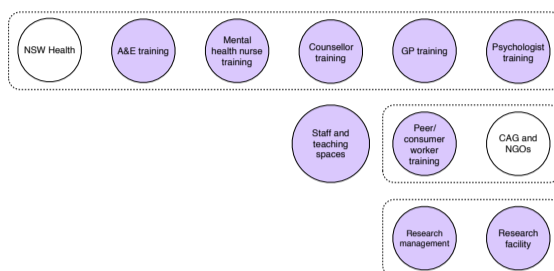 NSW Health
A&E training
Mental
health nurse
training
Counsellor
training
GP training
Psychologist
training
Staff and
teaching
spaces
Peer/
consumer
worker
training
CAG and
NGOs
Research
management
Research
facility